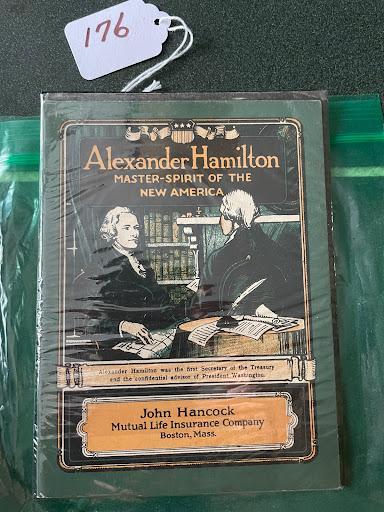 176
Alexander Hamilton
MASTER-SPIRIT OF THE
NEW AMERICA
Alexander Hamilton was the first Secretary of the Treasury
and the confidential advisor of President Washington.
John Hancock
Mutual Life Insurance Company
Boston, Mass.